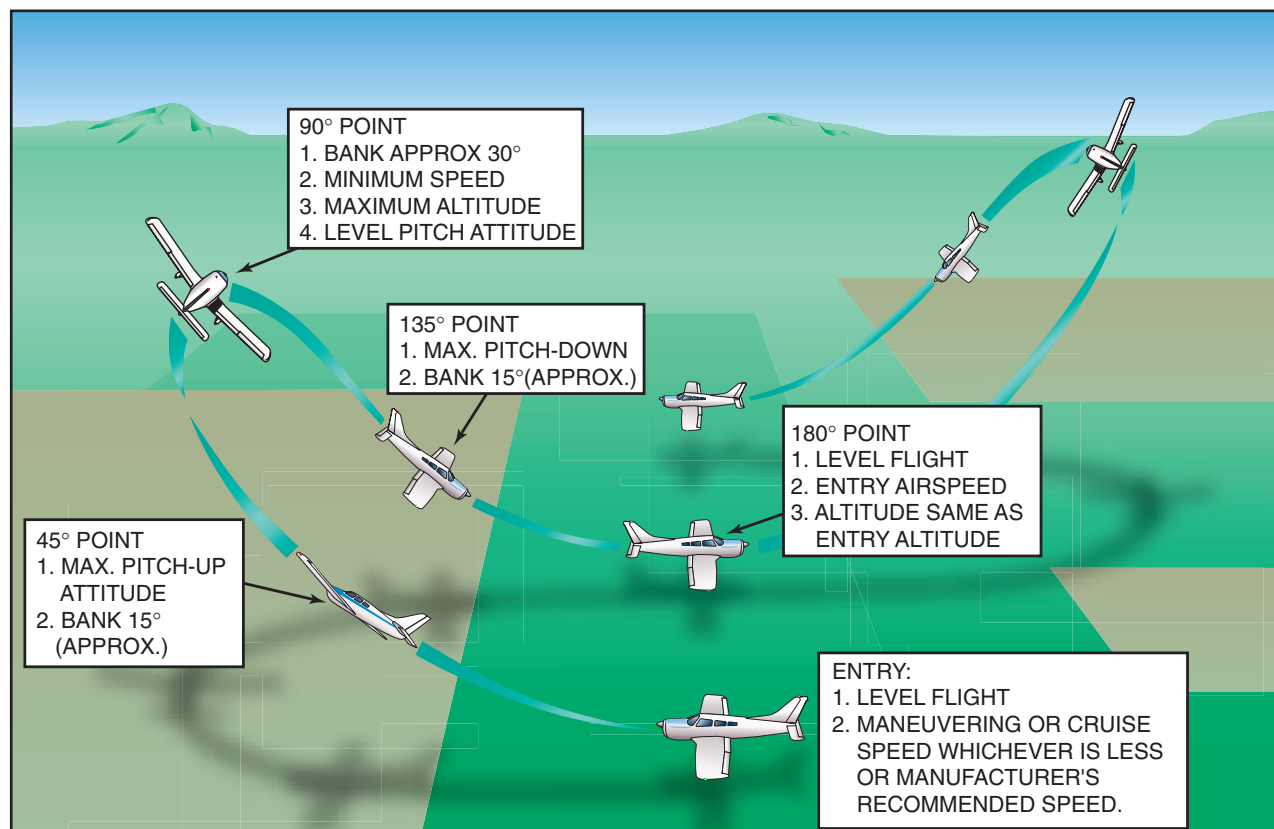 90° POINT
1. BANK APPROX 30°
2. MINIMUM SPEED
3. MAXIMUM ALTITUDE
4. LEVEL PITCH ATTITUDE
135° POINT
1. MAX. PITCH-DOWN
2. BANK 15°(APPROX.)
180° POINT
1. LEVEL FLIGHT
2. ENTRY AIRSPEED
3. ALTITUDE SAME AS
ENTRY ALTITUDE
45° POINT
1. MAX. PITCH-UP
ATTITUDE
2. BANK 15°
(APPROX.)
ENTRY:
1. LEVEL FLIGHT
2. MANEUVERING OR CRUISE
SPEED WHICHEVER IS LESS
OR MANUFACTURER'S
RECOMMENDED SPEED.